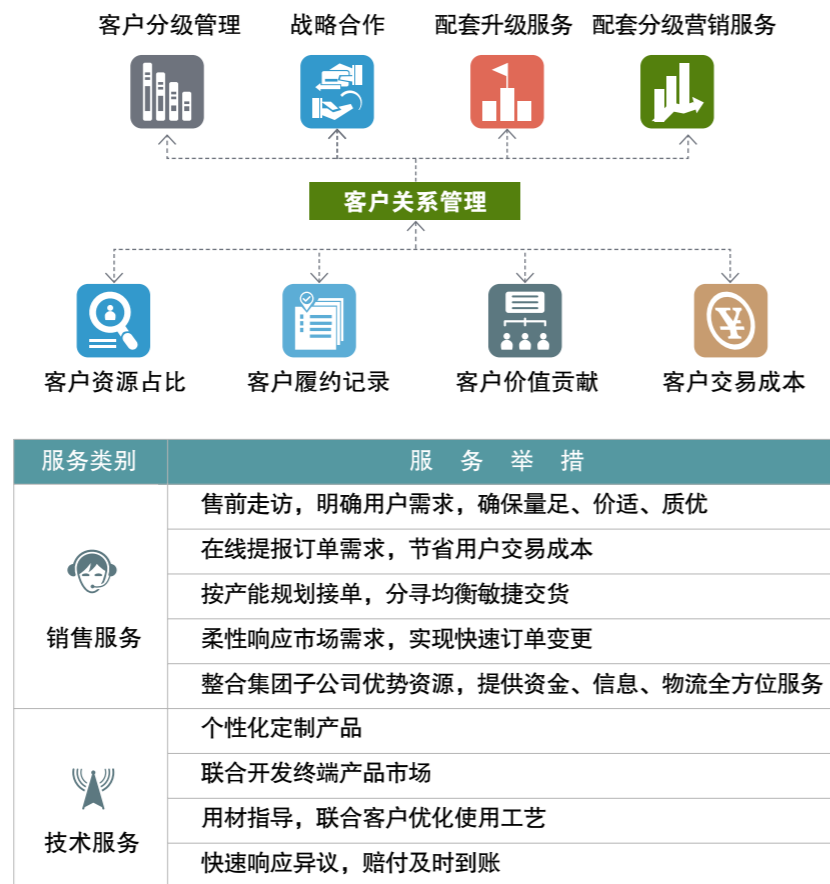 客户分级管理 战略合作 配套升级服务 配套分级营销服务
客户关系管理
客户资源占比 客户履约记录 客户价值贡献 客户交易成本
服务类别 服务举措
售前走访，明确用户需求，确保量足、价适、质优
在线提报订单需求，节省用户交易成本
按产能规划接单，分寻均衡敏捷交货
销售服务 柔性响应市场需求，实现快速订单变更
整合集团子公司优势资源，提供资金、信息、物流全方位服务
个性化定制产品
联合开发终端产品市场
用材指导，联合客户优化使用工艺
技术服务 快速响应异议，赔付及时到账